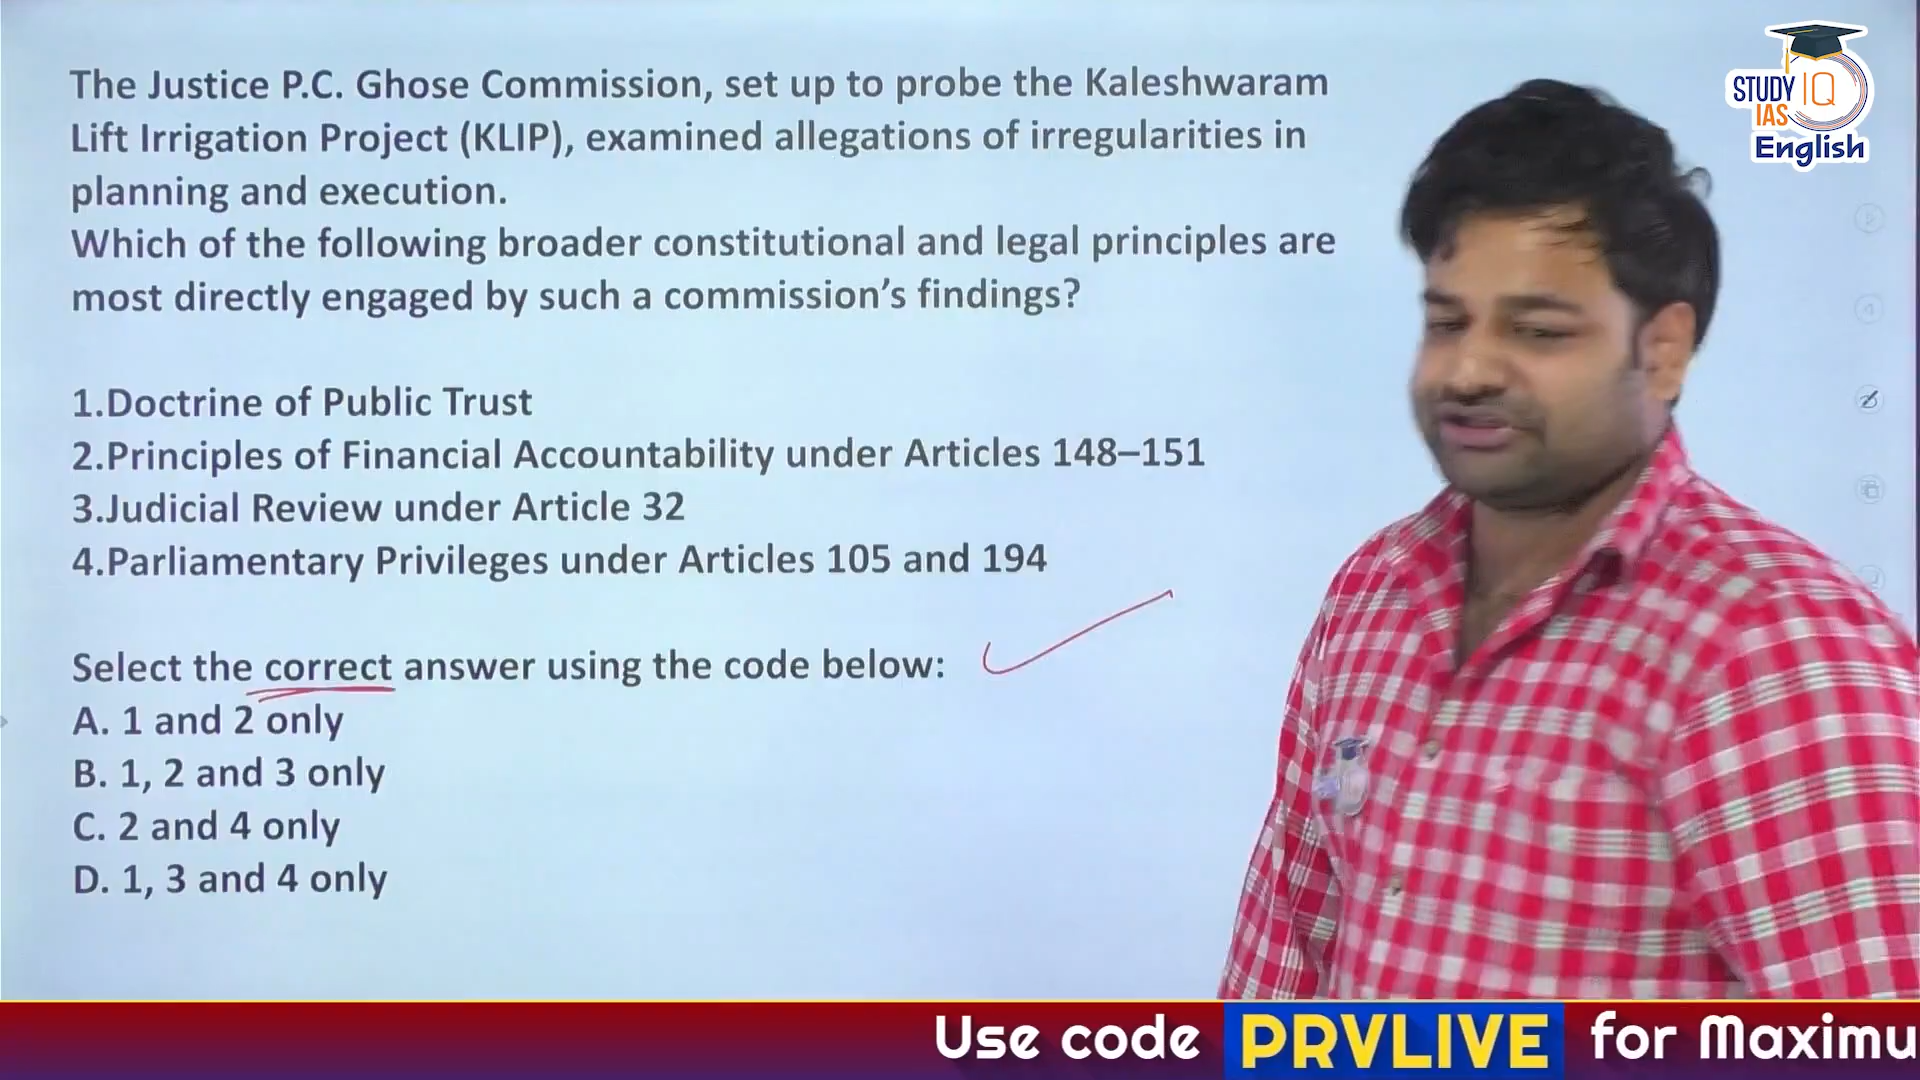 The Justice P.C. Ghose Commission, set up to probe the Kaleshwaram
Lift Irrigation Project (KLIP), examined allegations of irregularities in
planning and execution.
Which of the following broader constitutional and legal principles are
most directly engaged by such a commission’s findings?
1.Doctrine of Public Trust
2.Principles of Financial Accountability under Articles 148–151
3.Judicial Review under Article 32
4.Parliamentary Privileges under Articles 105 and 194
Select the correct answer using the code below:
A. 1 and 2 only
B. 1, 2 and 3 only
C. 2 and 4 only
D. 1, 3 and 4 only
STUDY IQ
IAS
English
Use code PRVLIVE for Maximu